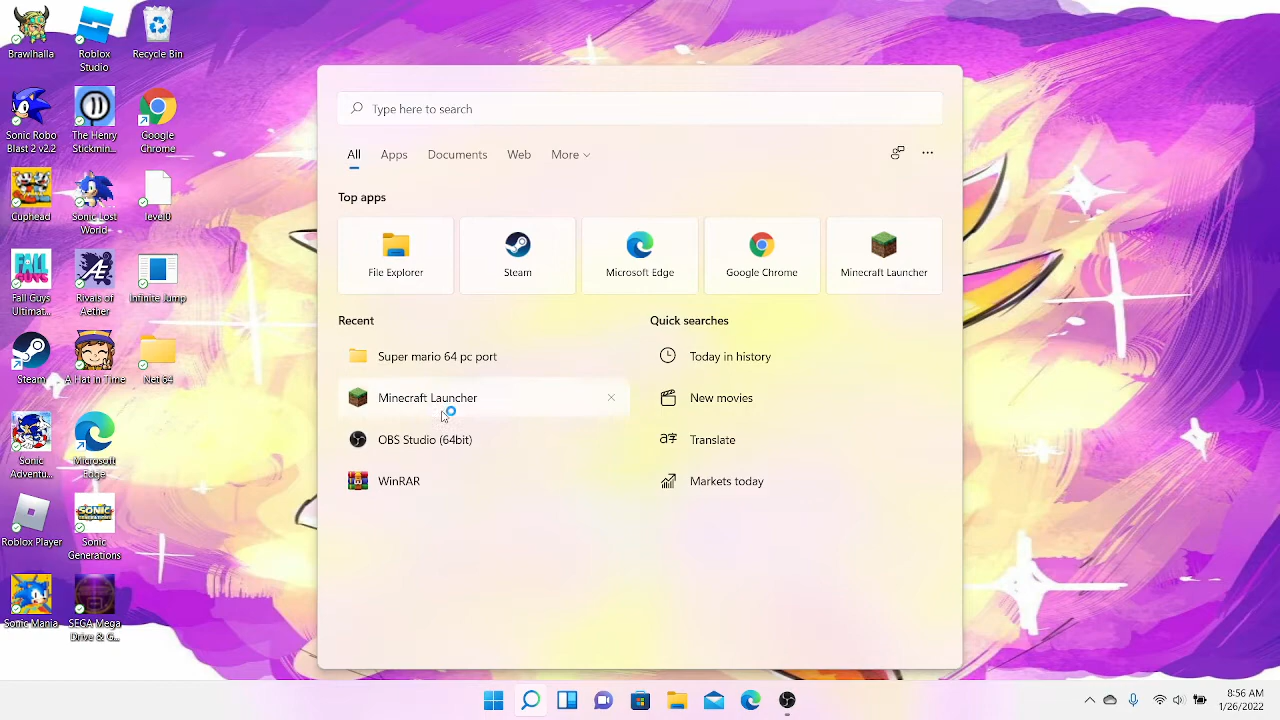 Brawlhalla
Roblox
Studio
Recycle Bin
Sonic Robo
Blast 2 v2.2
The Henry
Stickmin...
Google
Chrome
Cuphead
Sonic Lost
World
level0
Fall Guys
Ultimat...
Rivals of
Aether
Infinite Jump
Steam
A Hat in Time
Net 64
Sonic
Adventu...
Microsoft
Edge
Roblox Player
Sonic
Generations
Sonic Mania
SEGA Mega
Drive & G...
Type here to search
All Apps Documents Web More
Top apps
File Explorer Steam Microsoft Edge Google Chrome Minecraft Launcher
Recent
Super mario 64 pc port
Minecraft Launcher
OBS Studio (64bit)
WinRAR
Quick searches
Today in history
New movies
Translate
Markets today
8:56 AM
1/26/2022